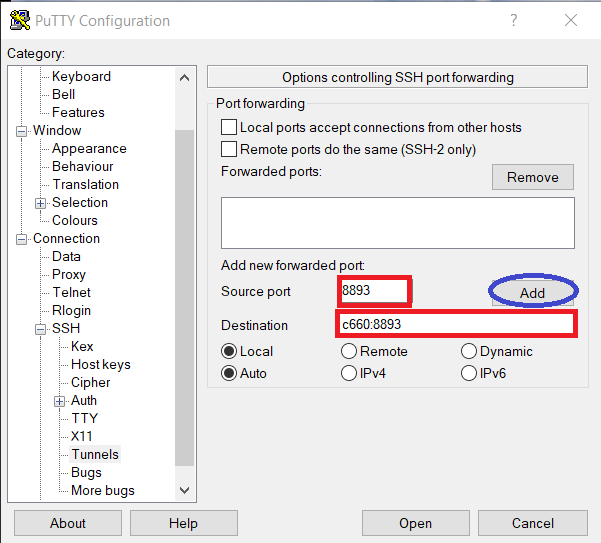 PuTTY Configuration
?
Category:
Keyboard
Bell
Features
Window
Appearance
Behaviour
Translation
Selection
Colours
Connection
Data
Proxy
Telnet
Rlogin
SSH
Kex
Host keys
Cipher
Auth
TTY
X11
Tunnels
Bugs
More bugs
Options controlling SSH port forwarding
Port forwarding
Local ports accept connections from other hosts
Remote ports do the same (SSH-2 only)
Forwarded ports:
Remove
Add new forwarded port:
Source port 8893 Add
Destination c660:8893
Local Remote Dynamic
Auto IPv4 IPv6
About Help Open Cancel